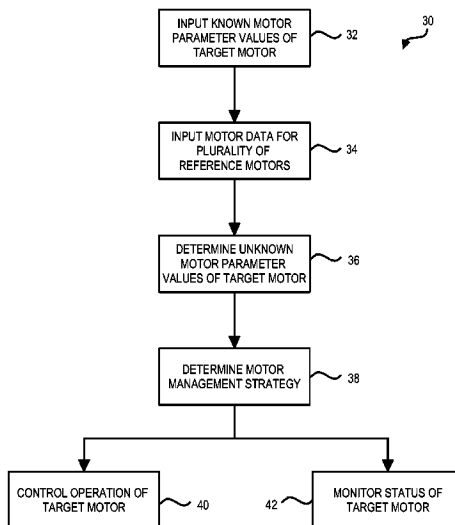 INPUT KNOWN MOTOR
PARAMETER VALUES OF
TARGET MOTOR
32
30
INPUT MOTOR DATA FOR
PLURALITY OF
REFERENCE MOTORS
34
DETERMINE UNKNOWN
MOTOR PARAMETER
VALUES OF TARGET MOTOR
36
DETERMINE MOTOR
MANAGEMENT STRATEGY
38
CONTROL OPERATION OF
TARGET MOTOR
40
42
MONITOR STATUS OF
TARGET MOTOR